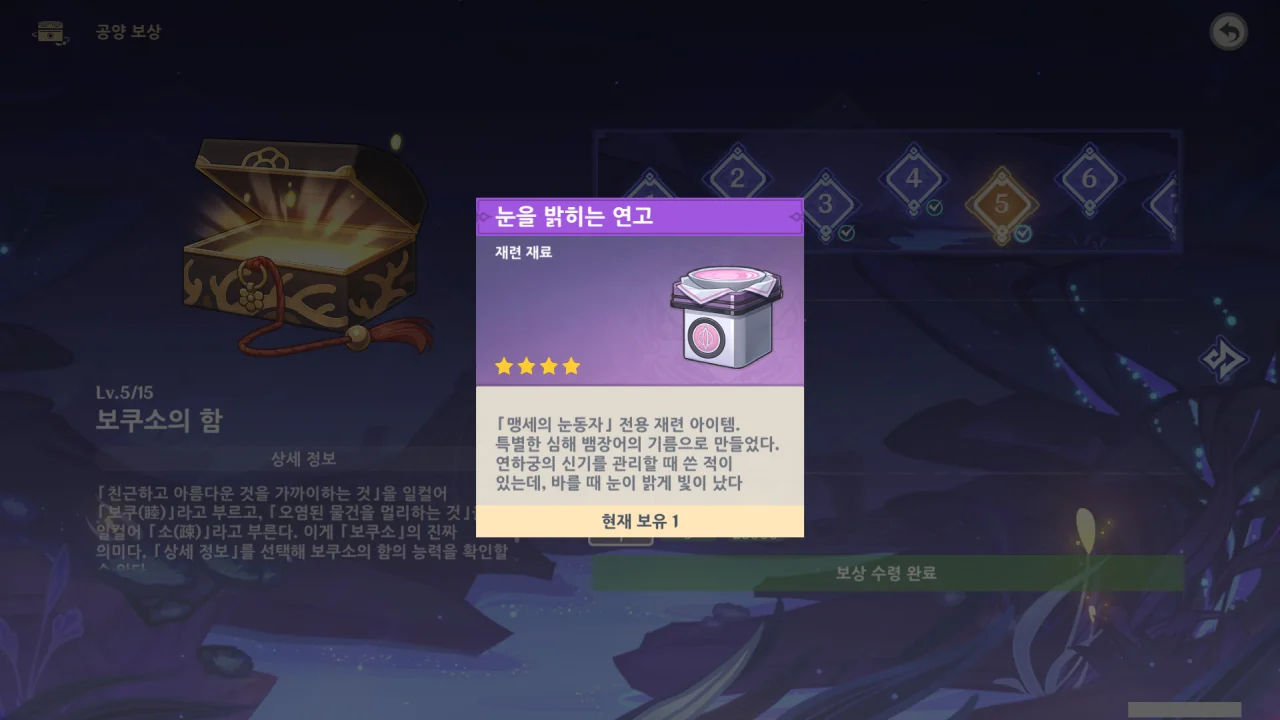 공양 보상
2
4
6
3
5
눈을 밝히는 연고
재련 재료
Lv.5/15
보쿠소의 함
상세 정보
「맹세의 눈동자」 전용 재련 아이템.
특별한 심해 뱀장어의 기름으로 만들었다.
연하궁의 신기를 관리할 때 쓴 적이
있는데, 바를 때 눈이 밝게 빛이 났다
현재 보유 1
「친근하고 아름다운 것을 가까이하는 것」을 일컬어
「보쿠(睦)」라고 부르고, 「오염된 물건을 멀리하는 것」을
일컬어 「소(疎)」라고 부른다. 이게 「보쿠소」의 진짜
의미다. 「상세 정보」를 선택해 보쿠소의 함의 능력을 확인할
보상 수령 완료